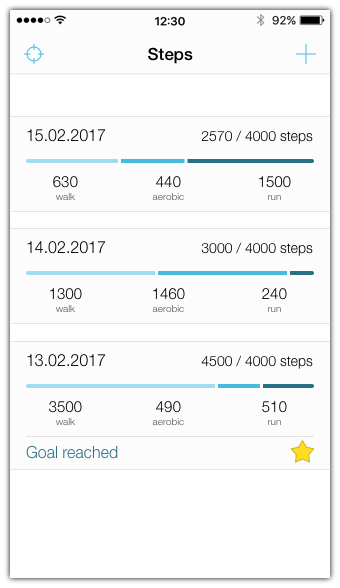 12:30 92%
Steps
15.02.2017 2570 / 4000 steps
630 440 1500
walk aerobic run
14.02.2017 3000 / 4000 steps
1300 1460 240
walk aerobic run
13.02.2017 4500 / 4000 steps
3500 490 510
walk aerobic run
Goal reached